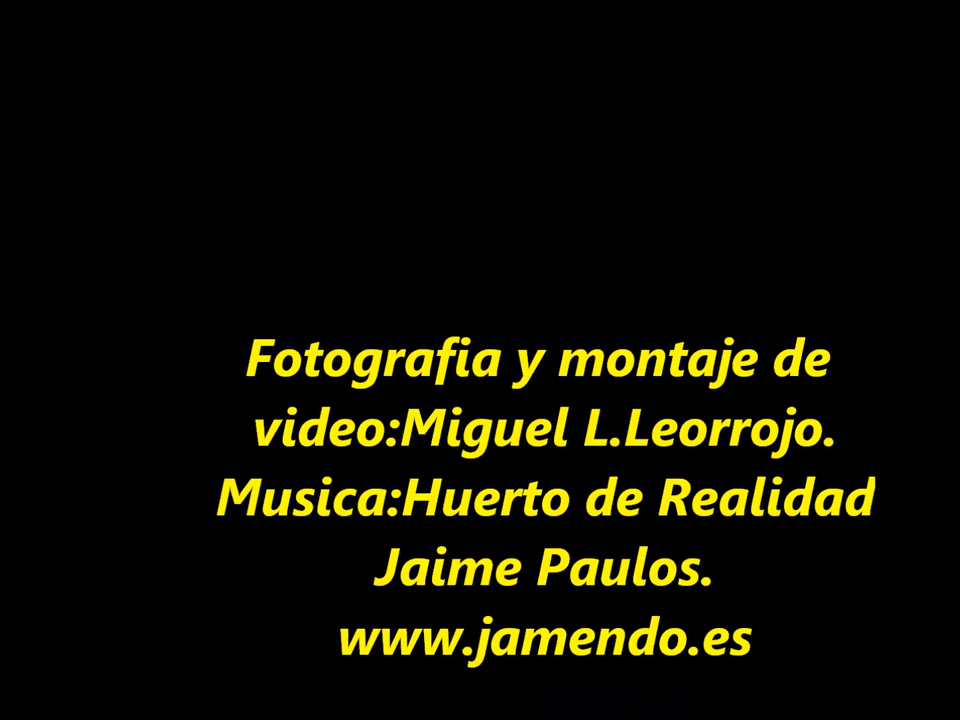 Fotografia y montaje de
video:Miguel L.Leorrojo.
Musica:Huerto de Realidad
Jaime Paulos.
www.jamendo.es